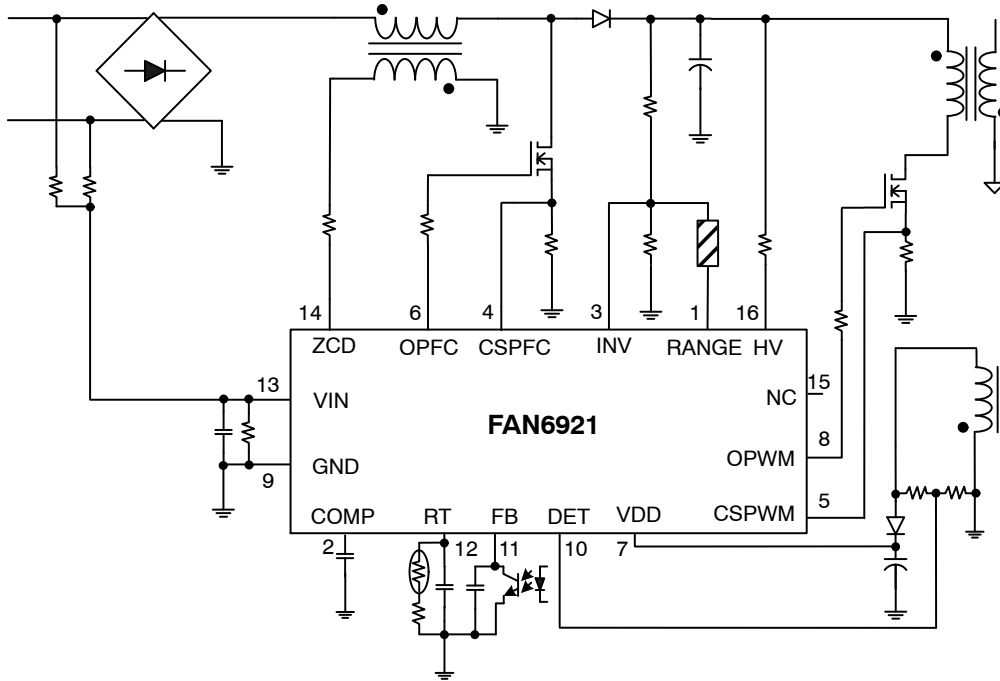 14
6
4
3
1
16
ZCD
OPFC
CSPFC
INV
RANGE
HV
13
VIN
15
NC
FAN6921
8
OPWM
GND
9
5
CSPWM
COMP
RT
FB
DET
VDD
2
12
11
10
7